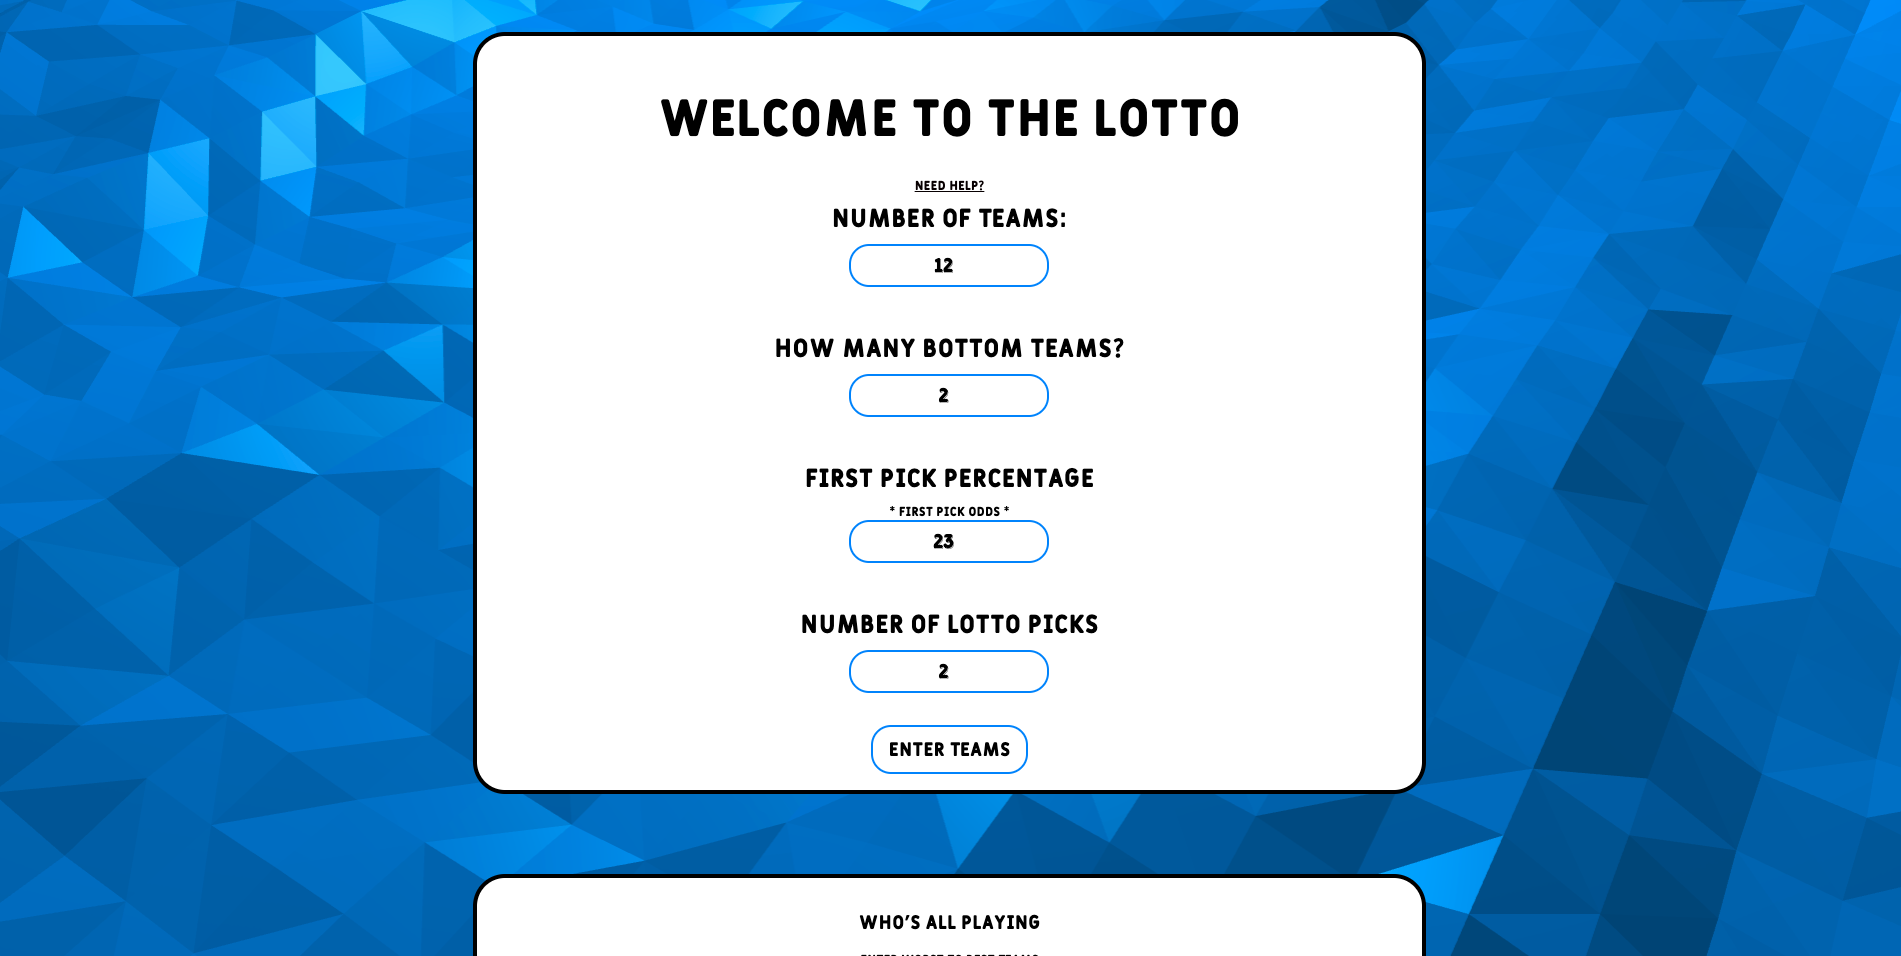 WELCOME TO THE LOTTO
NEED HELP?
NUMBER OF TEAMS:
12
HOW MANY BOTTOM TEAMS?
2
FIRST PICK PERCENTAGE
* FIRST PICK ODDS *
23
NUMBER OF LOTTO PICKS
2
ENTER TEAMS
WHO'S ALL PLAYING